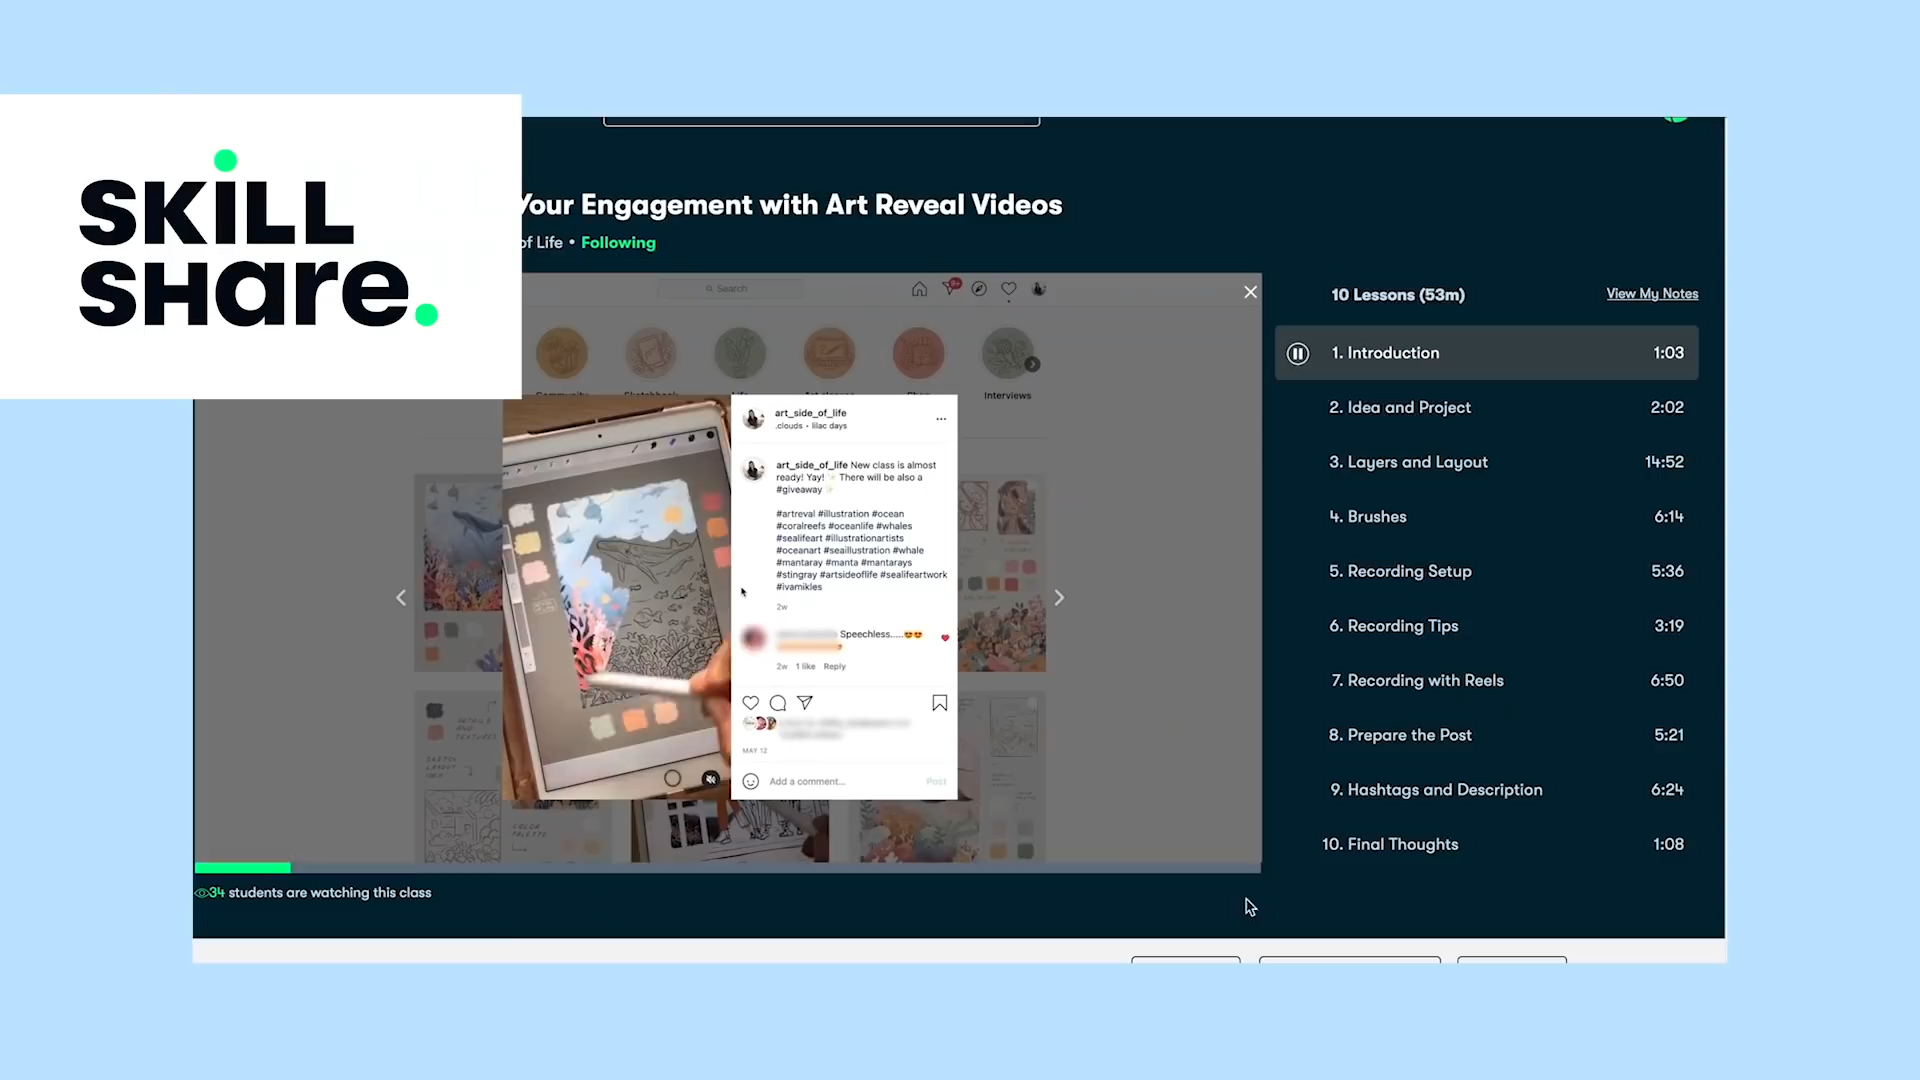 SKILL
SHare.
Your Engagement with Art Reveal Videos
of Life • Following
Search
9+
Interviews
art_side_of_life
.clouds • lilac days
art_side_of_life New class is almost
ready! Yay! ✨ There will be also a
#giveaway ✨
#artreval #illustration #ocean
#coralreefs #oceanlife #whales
#sealifeart #illustrationartists
#oceanart #seaillustration #whale
#mantaray #manta #mantarays
#stingray #artsideoflife #sealifeartwork
#ivamikles
2w
Speechless.....😍😍
2w 1 like Reply
MAY 12
Add a comment... Post
COLOR
PALETTE
34 students are watching this class
10 Lessons (53m) View My Notes
1. Introduction 1:03
2. Idea and Project 2:02
3. Layers and Layout 14:52
4. Brushes 6:14
5. Recording Setup 5:36
6. Recording Tips 3:19
7. Recording with Reels 6:50
8. Prepare the Post 5:21
9. Hashtags and Description 6:24
10. Final Thoughts 1:08